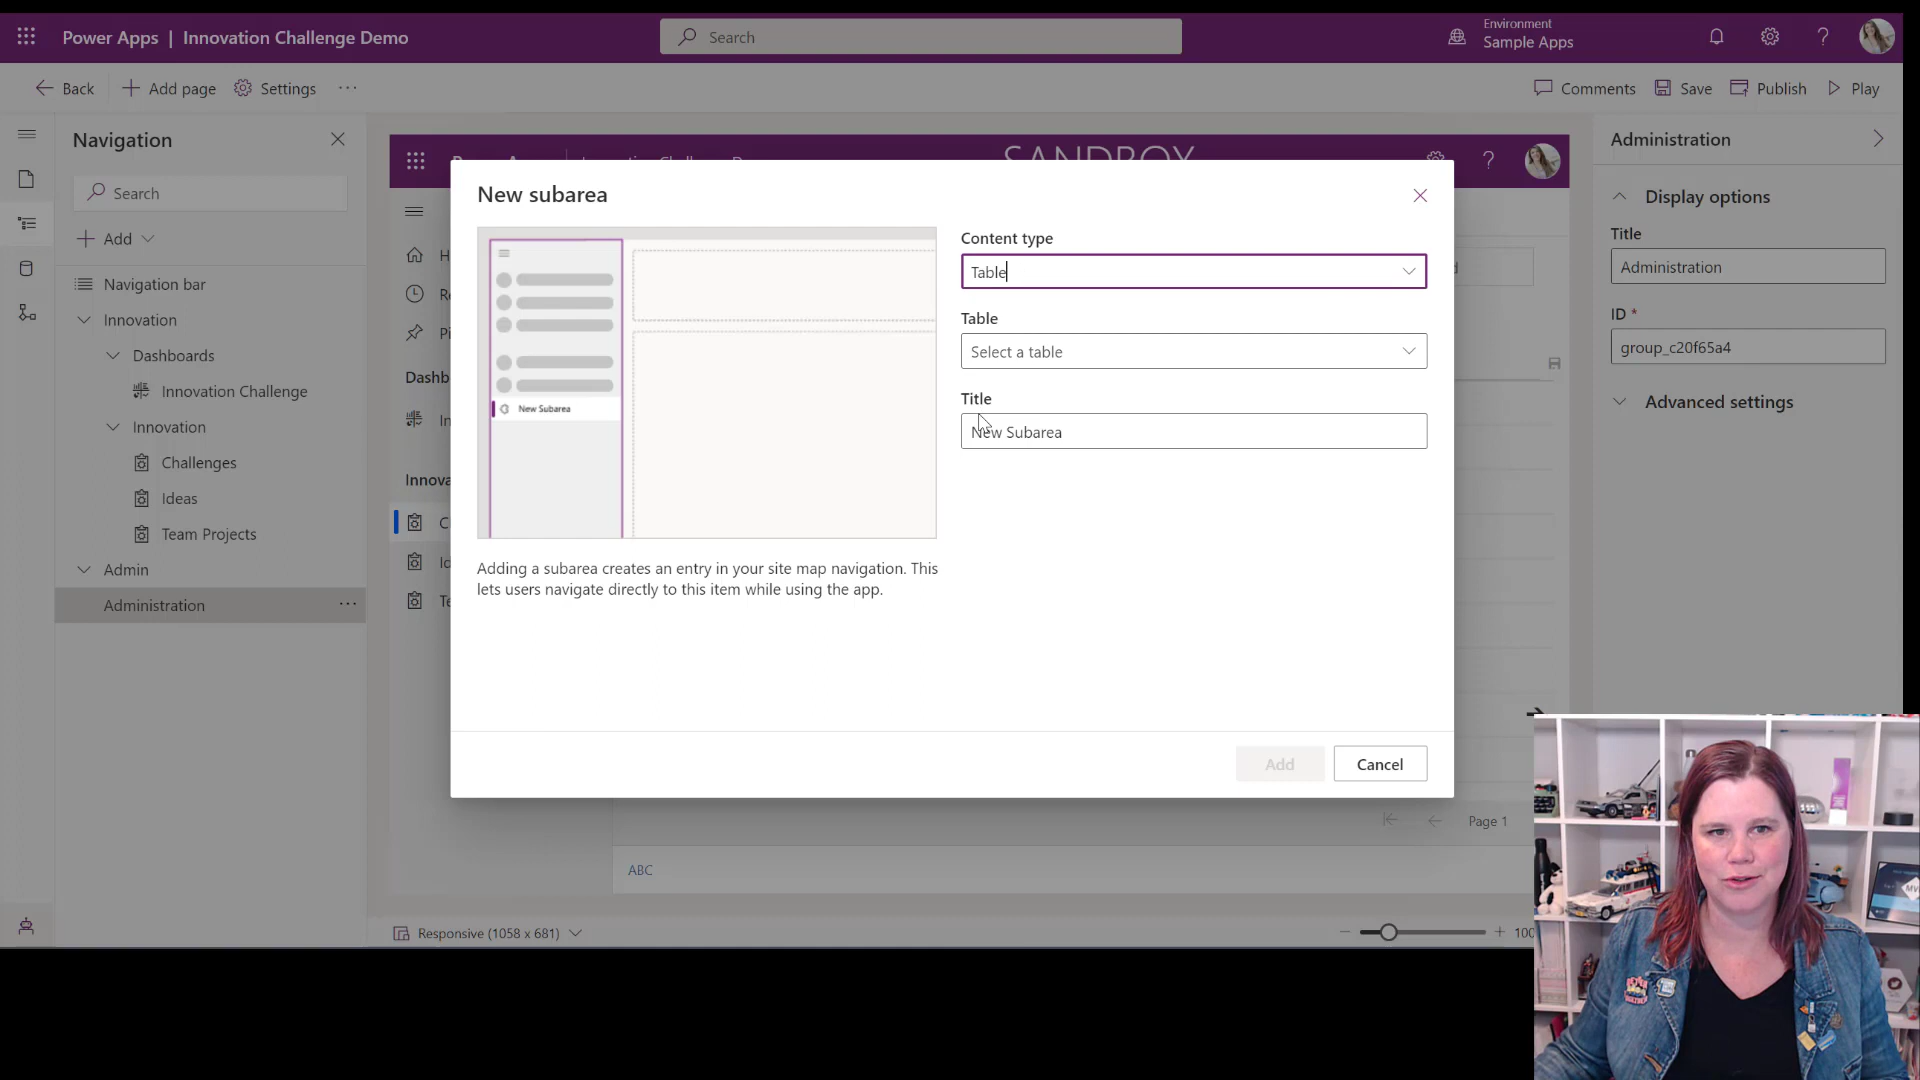 Power Apps | Innovation Challenge Demo
Search
Environment
Sample Apps
Back
Add page
Settings
Comments
Save
Publish
Play
Navigation
Search
Add
Navigation bar
Innovation
Dashboards
Innovation Challenge
Innovation
Challenges
Ideas
Team Projects
Admin
Administration
SANDBOX
Dashb
Innova
New subarea
New Subarea
Adding a subarea creates an entry in your site map navigation. This
lets users navigate directly to this item while using the app.
Content type
Table
Table
Select a table
Title
New Subarea
Add
Cancel
Page 1
ABC
Responsive (1058 x 681)
100
Administration
Display options
Title
Administration
ID *
group_c20f65a4
Advanced settings